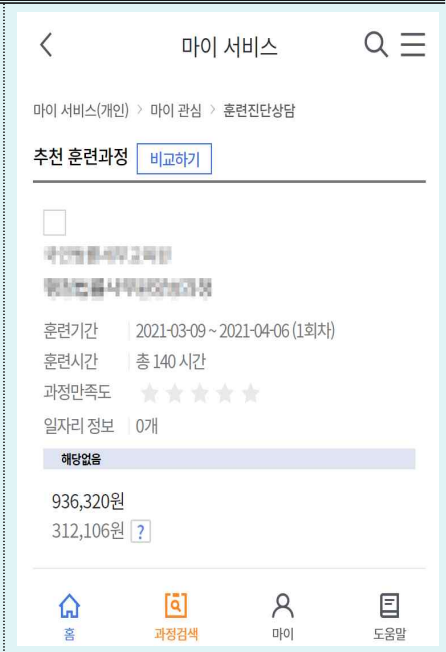 마이 서비스
마이 서비스(개인) > 마이 관심 > 훈련진단상담
추천 훈련과정 비교하기
훈련기간 2021-03-09 ~ 2021-04-06 (1회차)
훈련시간 총 140 시간
과정만족도
일자리 정보 0개
해당없음
936,320원
312,106원 ?
홈 과정검색 마이 도움말